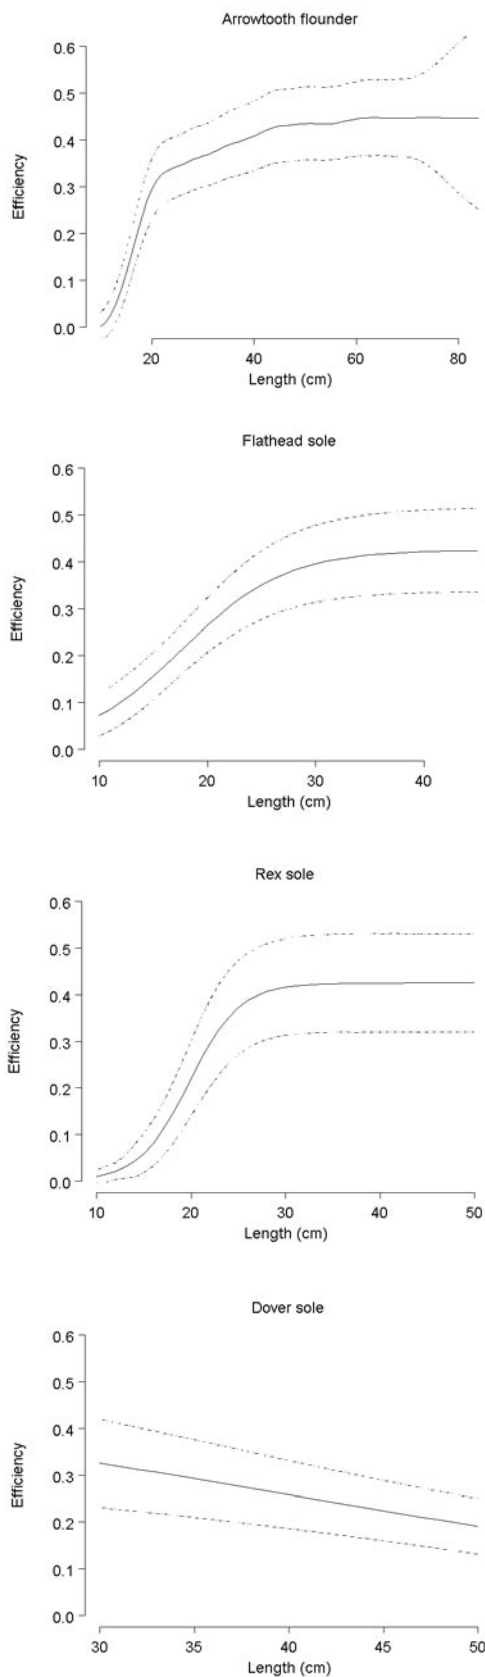 Arrowtooth flounder
0.6
0.5
0.4
0.3
0.2
0.1
0.0
Efficiency
20 40 60 80
Length (cm)
Flathead sole
0.6
0.5
0.4
0.3
0.2
0.1
0.0
Efficiency
10 20 30 40
Length (cm)
Rex sole
0.6
0.5
0.4
0.3
0.2
0.1
0.0
Efficiency
10 20 30 40 50
Length (cm)
Dover sole
0.6
0.5
0.4
0.3
0.2
0.1
0.0
Efficiency
30 35 40 45 50
Length (cm)